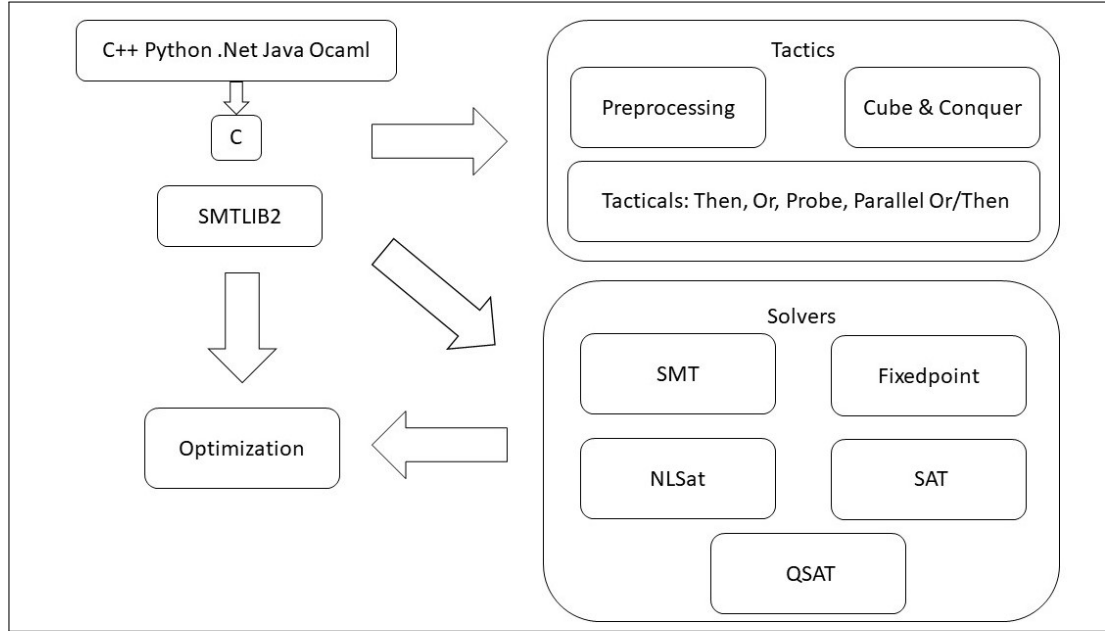 C++ Python .Net Java Ocaml
C
SMTLIB2
Optimization
Tactics
Preprocessing
Cube & Conquer
Tacticals: Then, Or, Probe, Parallel Or/Then
Solvers
SMT
Fixedpoint
NLSat
SAT
QSAT